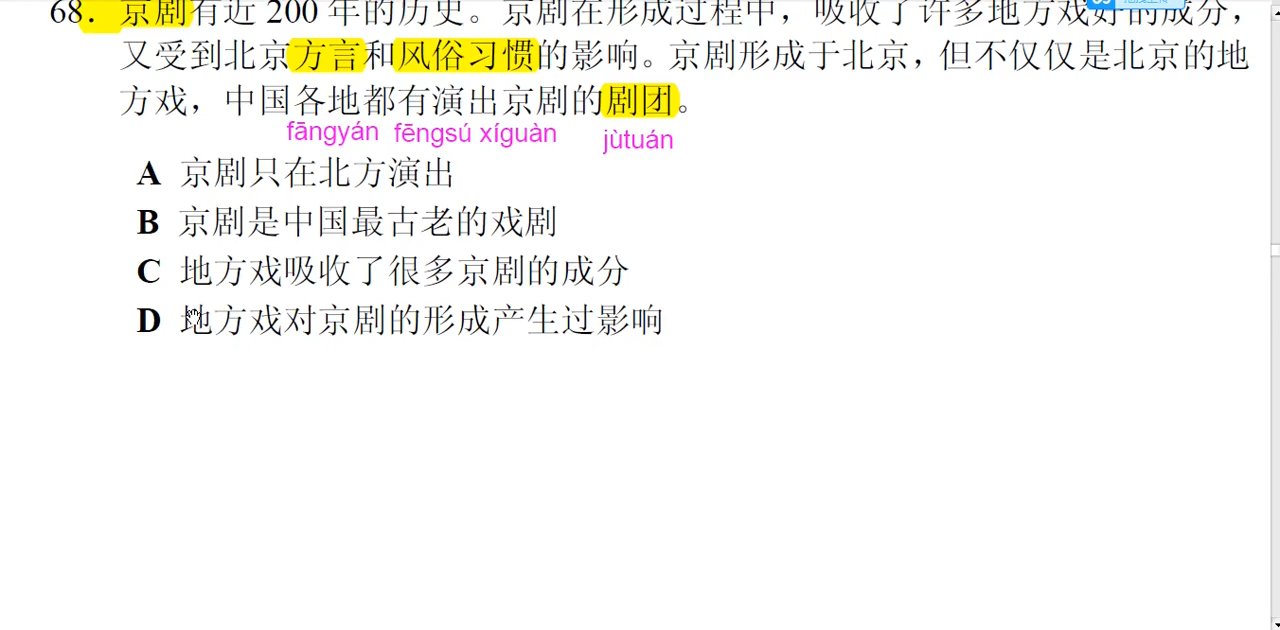 68．京剧有近 200 年的历史。京剧在形成过程中，吸收了许多地方戏好的成分，
又受到北京方言和风俗习惯的影响。京剧形成于北京，但不仅仅是北京的地
方戏，中国各地都有演出京剧的剧团。
fāngyán fēngsú xíguàn jùtuán
A 京剧只在北方演出
B 京剧是中国最古老的戏剧
C 地方戏吸收了很多京剧的成分
D 地方戏对京剧的形成产生过影响